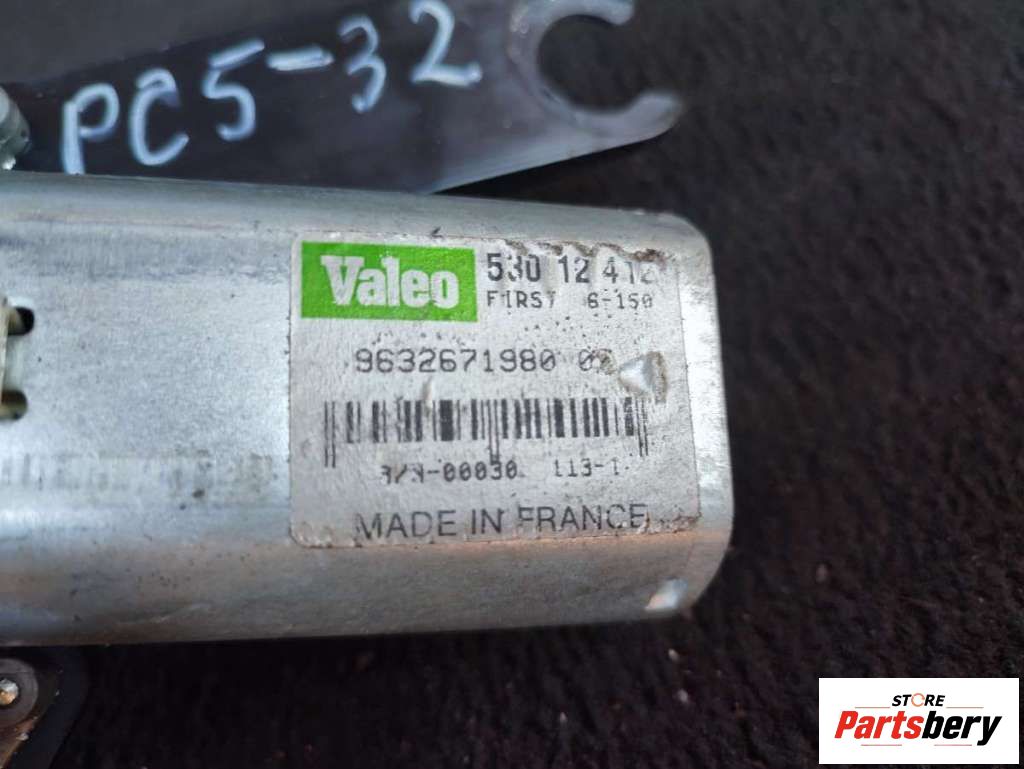 PC5-32
Valeo
530 12 412
FIRST 6-150
9632671980
MADE IN FRANCE
STORE
Partsbery